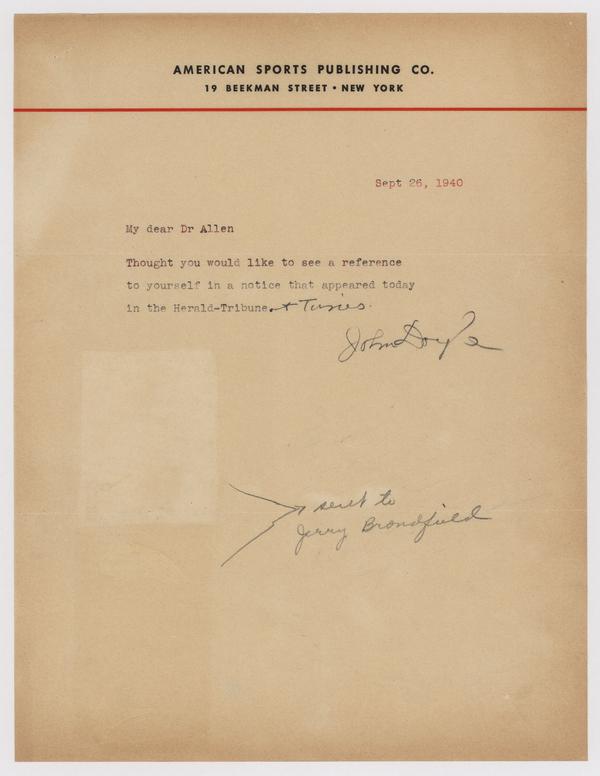 AMERICAN SPORTS PUBLISHING CO.
19 BEEKMAN STREET • NEW YORK
Sept 26, 1940
My dear Dr Allen
Thought you would like to see a reference
to yourself in a notice that appeared today
in the Herald-Tribune. + Times.
John Doyle
sent to
Jerry Brondfield